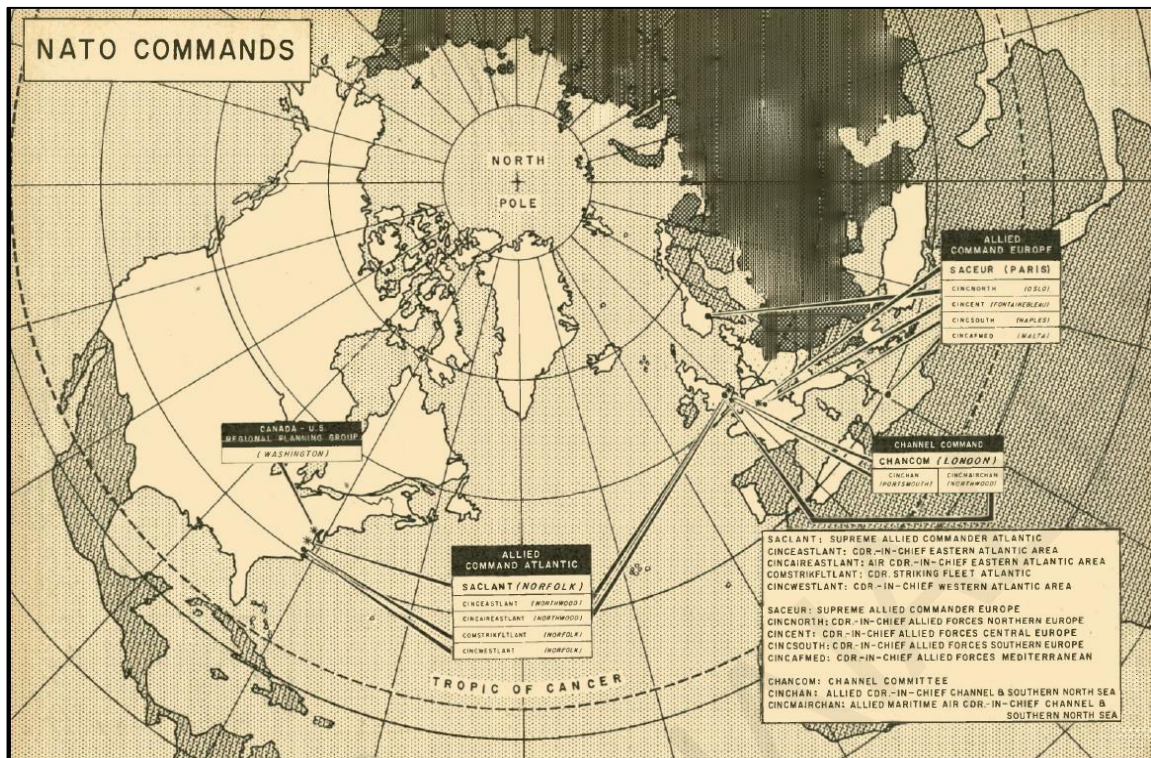 NATO COMMANDS
NORTH
POLE
ALLIED
COMMAND EUROPE
SACEUR (PARIS)
CINCNORTH (OSLO)
CINCENT (FONTAINEBLEAU)
CINCSOUTH (NAPLES)
CINCAFMED (MALTA)
CANADA - U.S.
REGIONAL PLANNING GROUP
(WASHINGTON)
CHANNEL COMMAND
CHANCOM (LONDON)
CINCHAN CINCMAIRCHAN
(PORTSMOUTH) (NORTHWOOD)
ALLIED
COMMAND ATLANTIC
SACLANT (NORFOLK)
CINCEASTLANT (NORTHWOOD)
CINCAIREASTLANT (NORTHWOOD)
COMSTRIKFLTLANT (NORFOLK)
CINCWESTLANT (NORFOLK)
TROPIC OF CANCER
SACLANT: SUPREME ALLIED COMMANDER ATLANTIC
CINCEASTLANT: CDR.-IN-CHIEF EASTERN ATLANTIC AREA
CINCAIREASTLANT: AIR CDR.-IN-CHIEF EASTERN ATLANTIC AREA
COMSTRIKFLTLANT: CDR. STRIKING FLEET ATLANTIC
CINCWESTLANT: CDR-IN-CHIEF WESTERN ATLANTIC AREA
SACEUR: SUPREME ALLIED COMMANDER EUROPE
CINCNORTH: CDR-IN-CHIEF ALLIED FORCES NORTHERN EUROPE
CINCENT: CDR-IN-CHIEF ALLIED FORCES CENTRAL EUROPE
CINCSOUTH: CDR-IN-CHIEF ALLIED FORCES SOUTHERN EUROPE
CINCAFMED: CDR-IN-CHIEF ALLIED FORCES MEDITERRANEAN
CHANCOM: CHANNEL COMMITTEE
CINCHAN: ALLIED CDR.-IN-CHIEF CHANNEL & SOUTHERN NORTH SEA
CINCMAIRCHAN: ALLIED MARITIME AIR CDR.-IN-CHIEF CHANNEL &
SOUTHERN NORTH SEA